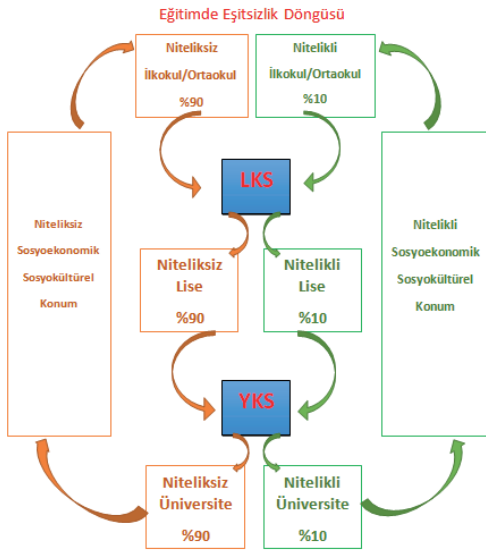 Eğitimde Eşitsizlik Döngüsü
Niteliksiz
İlkokul/Ortaokul
%90
Nitelikli
İlkokul/Ortaokul
%10
LKS
Niteliksiz
Sosyoekonomik
Sosyokültürel
Konum
Nitelikli
Sosyoekonomik
Sosyokültürel
Konum
Niteliksiz
Lise
%90
Nitelikli
Lise
%10
YKS
Niteliksiz
Üniversite
%90
Nitelikli
Üniversite
%10